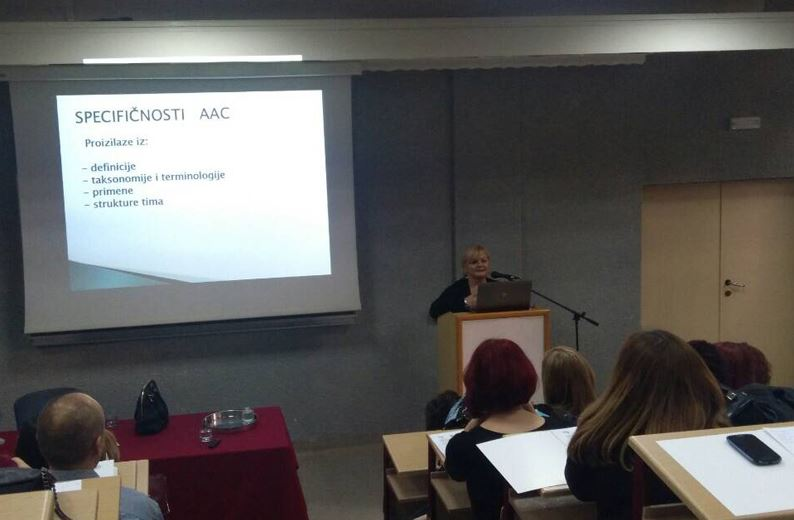 SPECIFIČNOSTI AAC
Proizilaze iz:
– definicije
– taksonomije i terminologije
– primene
– strukture tima